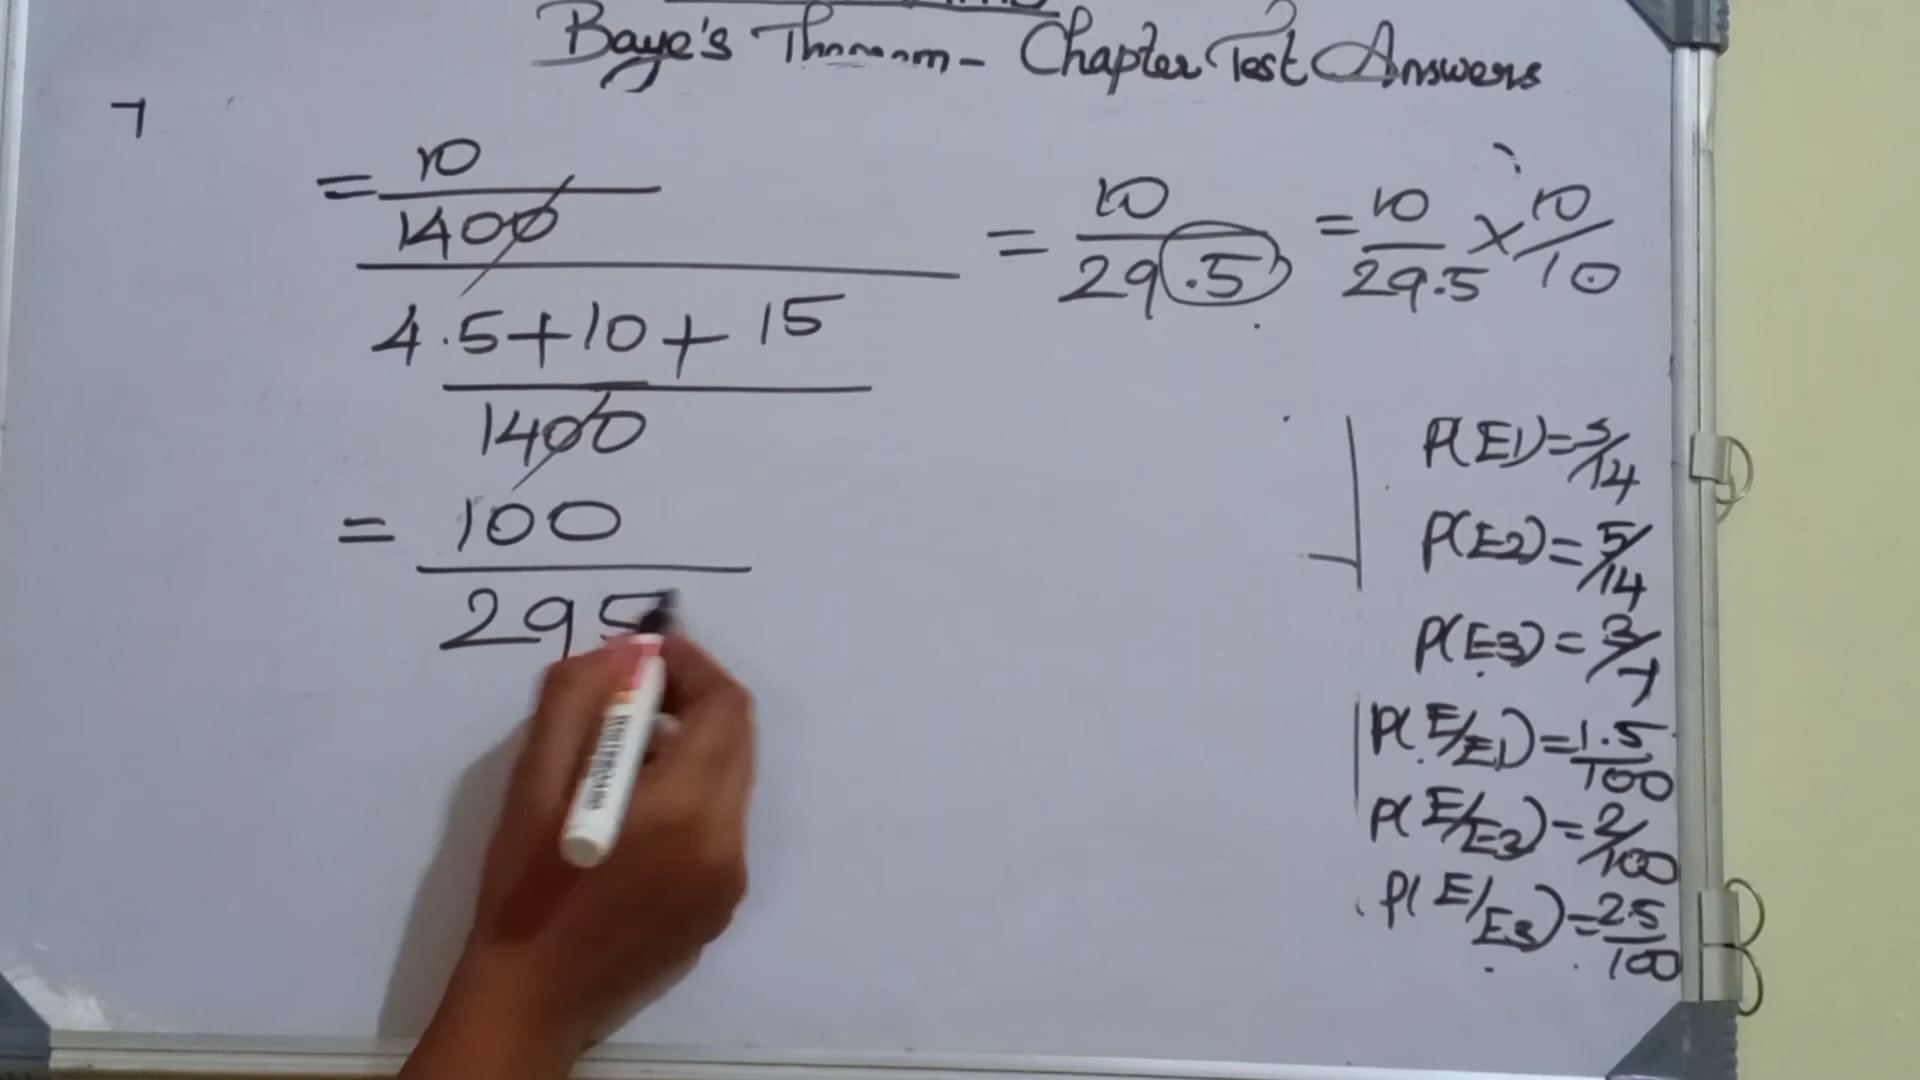 Baye's Theorem - Chapter Test Answers
7
= 10
1400
4.5+10+15
1400
= 10
29.5
= 10/29.5 × 10/10
= 100
295
P(E1)=3/14
P(E2)=5/14
P(E3)=3/7
P(E/E1)=1.5/100
P(E/E2)=2/100
P(E/E3)=2.5/100